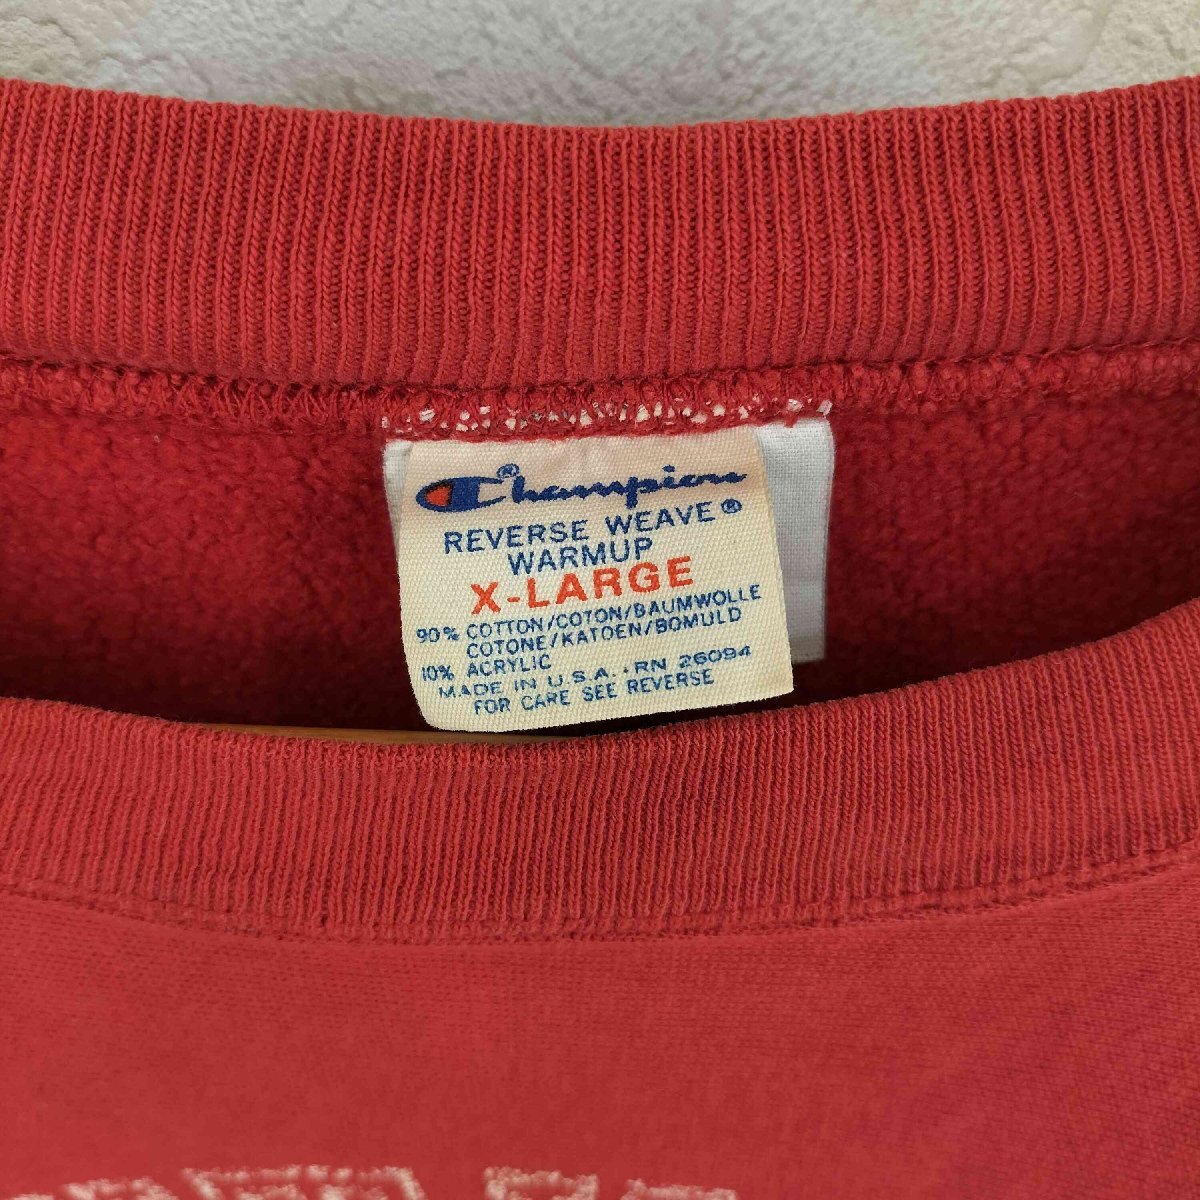 Champion®
REVERSE WEAVE®
WARMUP
X-LARGE
90% COTTON/COTON/BAUMWOLLE
COTONE/KATOEN/BOMULD
10% ACRYLIC
MADE IN U.S.A. · RN 26094
FOR CARE SEE REVERSE